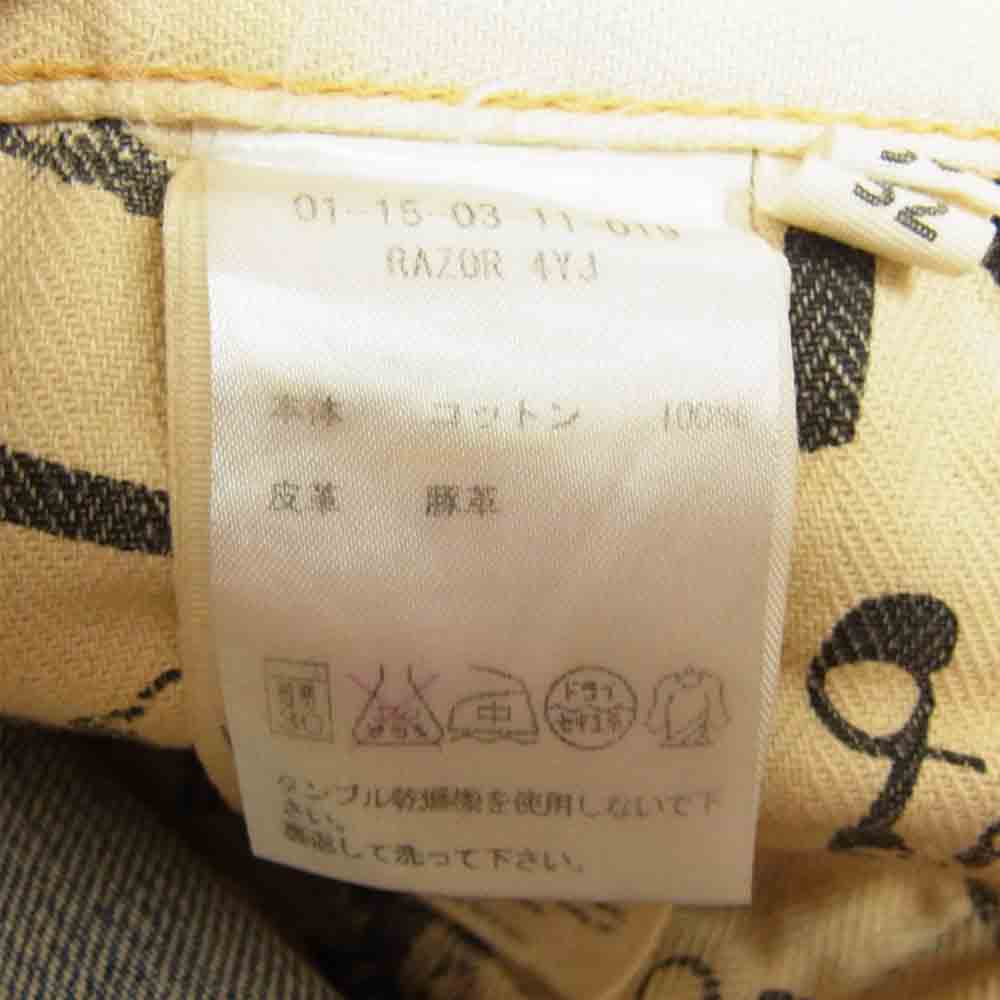 01-15-03 11-019
RAZOR 4YJ
本体 コットン 100%
皮革 豚革
中
ドライ
タンブル乾燥を使用しないで下
さい。
裏返して洗って下さい。